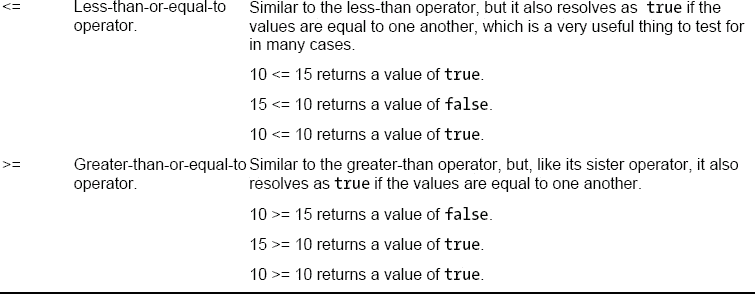 <= Less-than-or-equal-to Similar to the less-than operator, but it also resolves as true if the
operator. values are equal to one another, which is a very useful thing to test for
in many cases.
10 <= 15 returns a value of true.
15 <= 10 returns a value of false.
10 <= 10 returns a value of true.
>= Greater-than-or-equal-to Similar to the greater-than operator, but, like its sister operator, it also
operator. resolves as true if the values are equal to one another.
10 >= 15 returns a value of false.
15 >= 10 returns a value of true.
10 >= 10 returns a value of true.